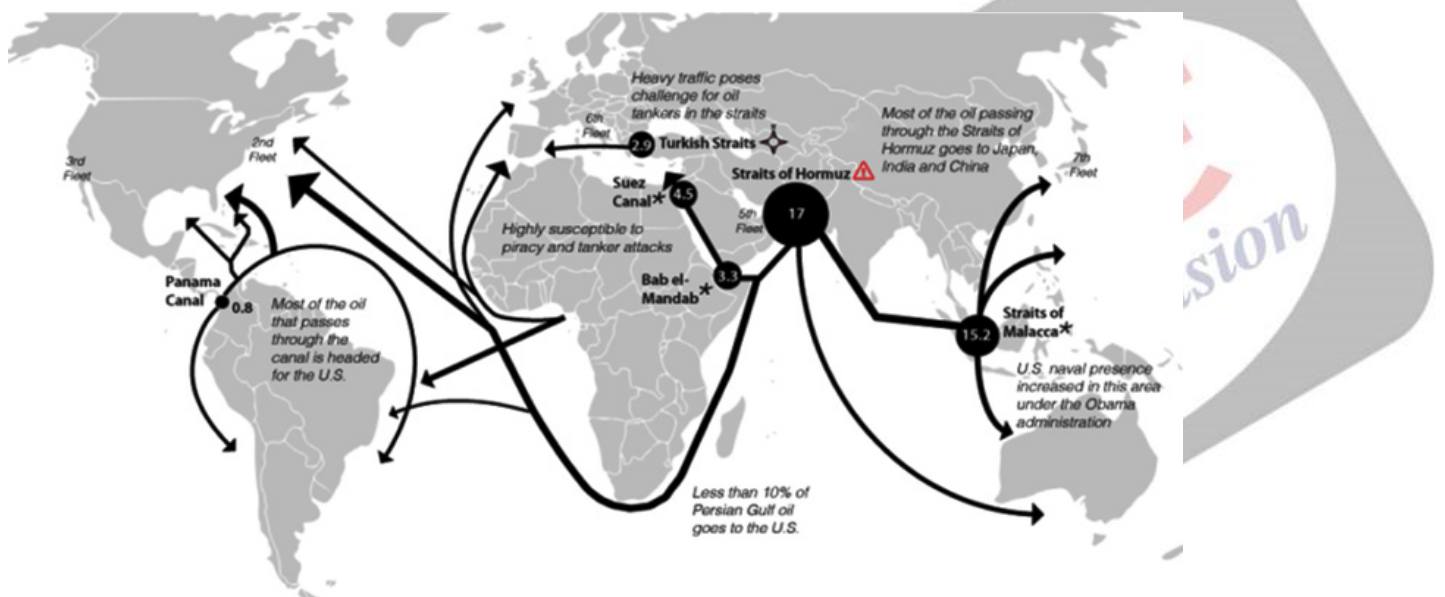 Heavy traffic poses
challenge for oil
tankers in the straits
6th
Fleet
2.9 Turkish Straits
Most of the oil passing
through the Straits of
Hormuz goes to Japan,
India and China
7th
Fleet
2nd
Fleet
3rd
Fleet
Straits of Hormuz
17
5th
Fleet
Suez
Canal*
4.5
Highly susceptible to
piracy and tanker attacks
Bab el-
Mandab*
3.3
Panama
Canal
0.8
Most of the oil
that passes
through the
canal is headed
for the U.S.
Straits of
Malacca*
15.2
U.S. naval presence
increased in this area
under the Obama
administration
Less than 10% of
Persian Gulf oil
goes to the U.S.